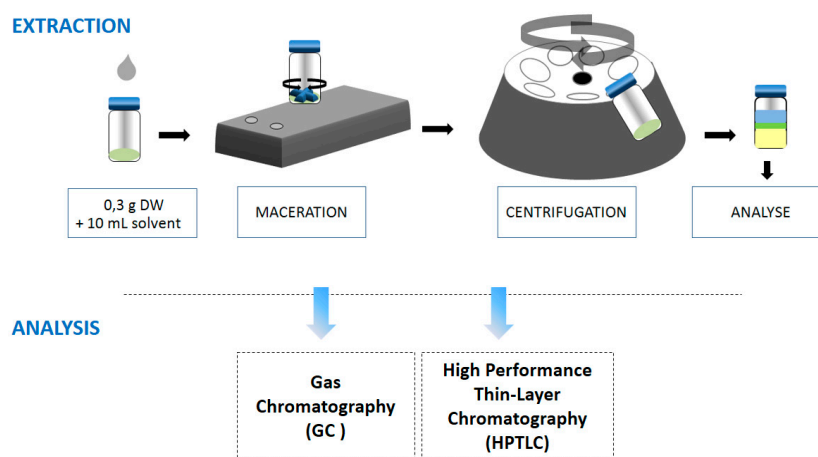 EXTRACTION
0,3 g DW
+ 10 mL solvent
MACERATION
CENTRIFUGATION
ANALYSE
ANALYSIS
Gas
Chromatography
(GC )
High Performance
Thin-Layer
Chromatography
(HPTLC)